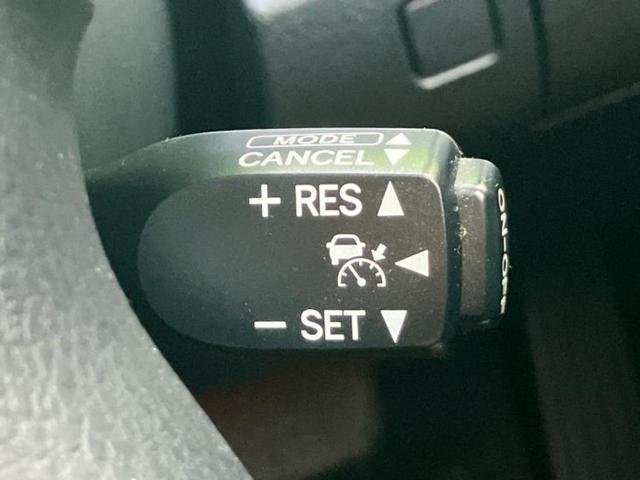 MODE
CANCEL
+ RES
- SET
ON-OFF